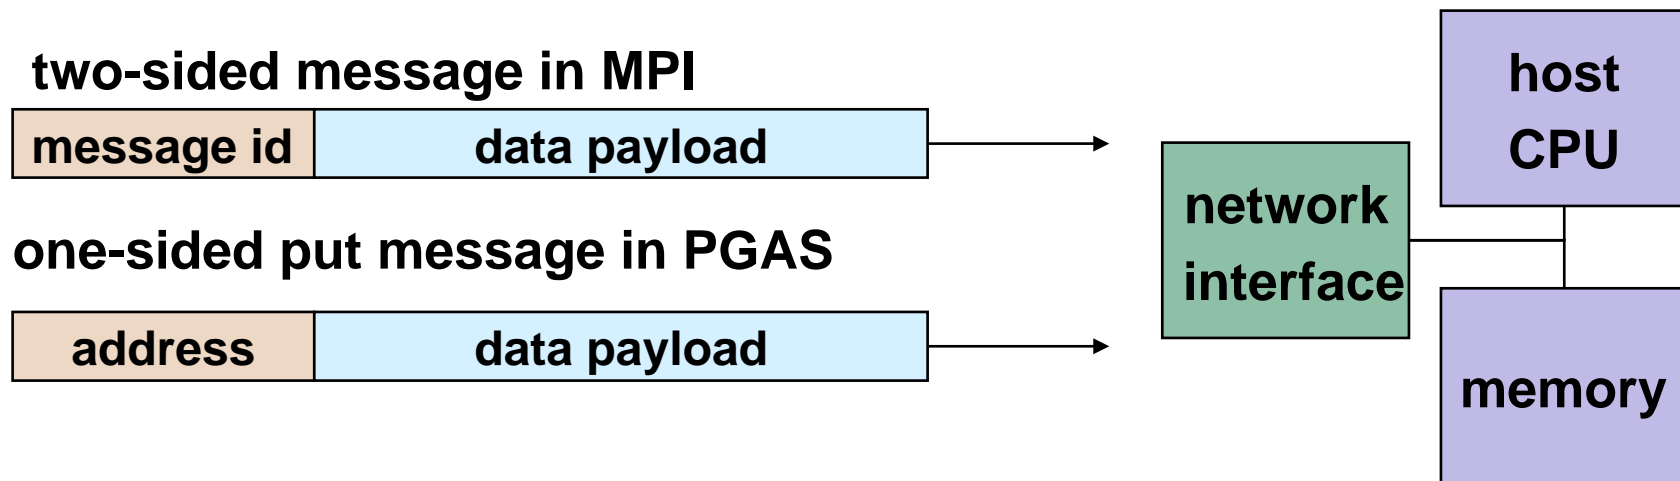 two-sided message in MPI
message id
data payload
one-sided put message in PGAS
address
data payload
network
interface
host
CPU
memory